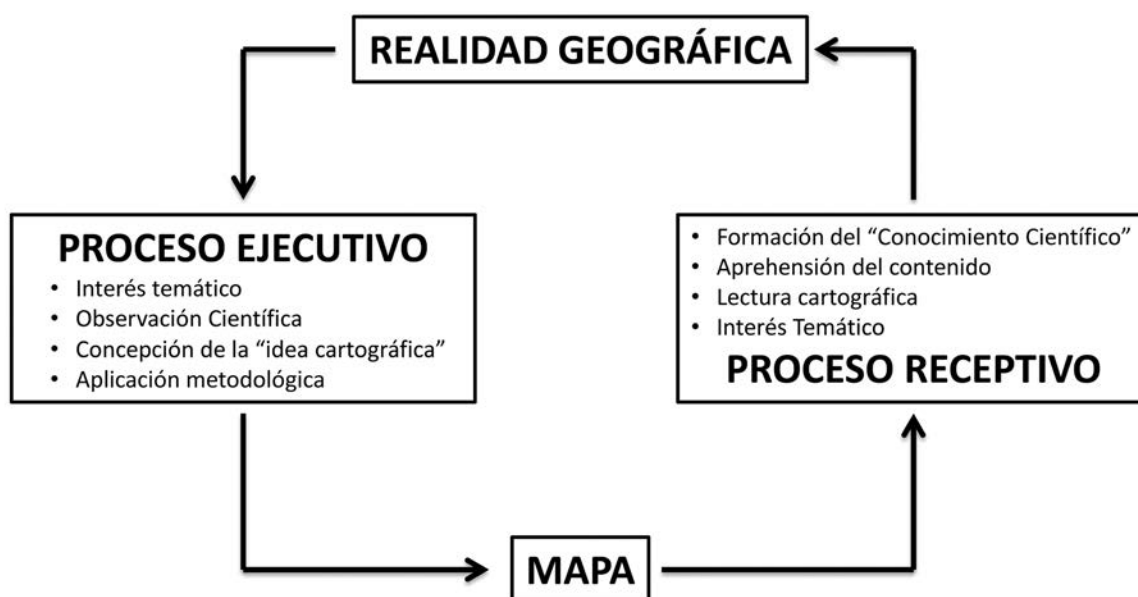 REALIDAD GEOGRÁFICA
PROCESO EJECUTIVO
• Interés temático
• Observación Científica
• Concepción de la “idea cartográfica”
• Aplicación metodológica
• Formación del “Conocimiento Científico”
• Aprehensión del contenido
• Lectura cartográfica
• Interés Temático
PROCESO RECEPTIVO
MAPA